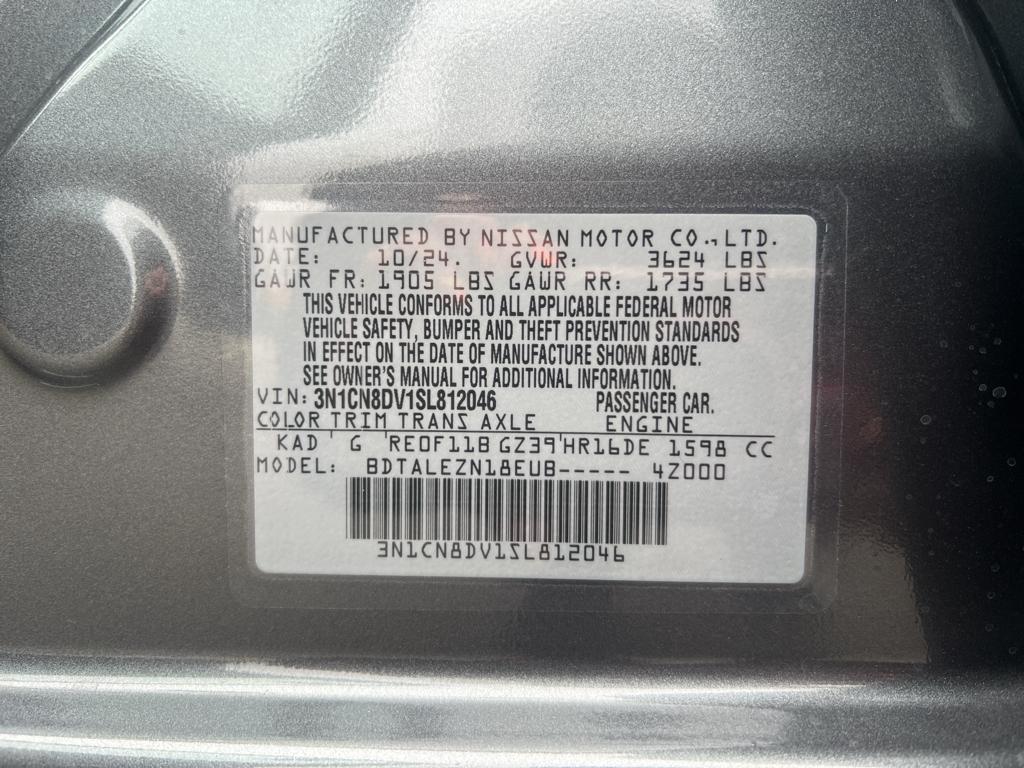 MANUFACTURED BY NISSAN MOTOR CO.,LTD.
DATE: 10/24. GVWR: 3624 LBS
GAWR FR: 1905 LBS GAWR RR: 1735 LBS
THIS VEHICLE CONFORMS TO ALL APPLICABLE FEDERAL MOTOR
VEHICLE SAFETY, BUMPER AND THEFT PREVENTION STANDARDS
IN EFFECT ON THE DATE OF MANUFACTURE SHOWN ABOVE.
SEE OWNER'S MANUAL FOR ADDITIONAL INFORMATION.
VIN: 3N1CN8DV1SL812046 PASSENGER CAR.
COLOR TRIM TRANS AXLE ENGINE
KAD G RE0F11B GZ39 HR16DE 1598 CC
MODEL: BDTALEZN18EUB----- 4Z000
3N1CN8DV1SL812046